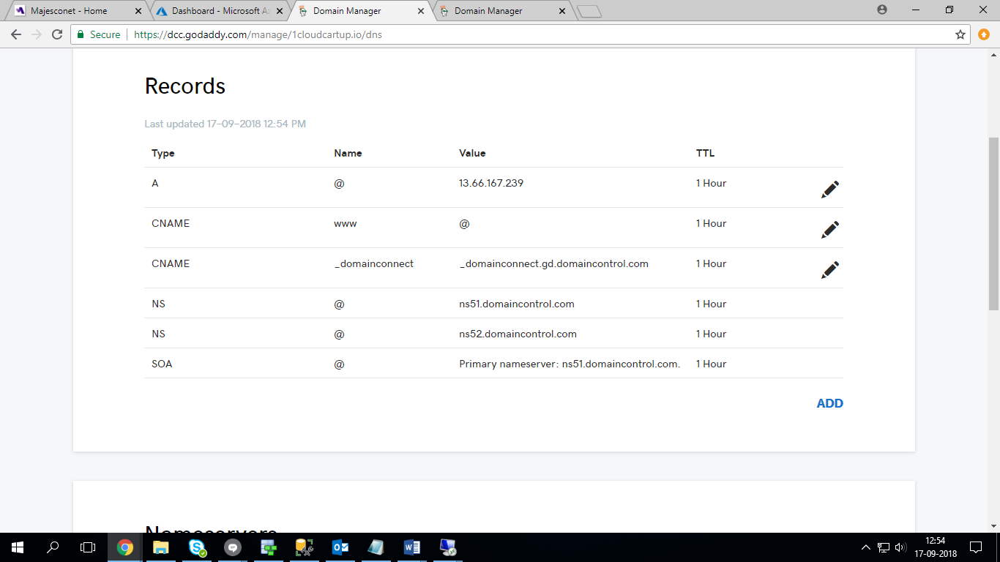 Majesconet - Home
Dashboard - Microsoft Az
Domain Manager
Domain Manager
Secure https://dcc.godaddy.com/manage/1cloudcartup.io/dns
Records
Last updated 17-09-2018 12:54 PM
Type Name Value TTL
A @ 13.66.167.239 1 Hour
CNAME www @ 1 Hour
CNAME _domainconnect _domainconnect.gd.domaincontrol.com 1 Hour
NS @ ns51.domaincontrol.com 1 Hour
NS @ ns52.domaincontrol.com 1 Hour
SOA @ Primary nameserver: ns51.domaincontrol.com. 1 Hour
ADD
Nameservers
12:54
17-09-2018